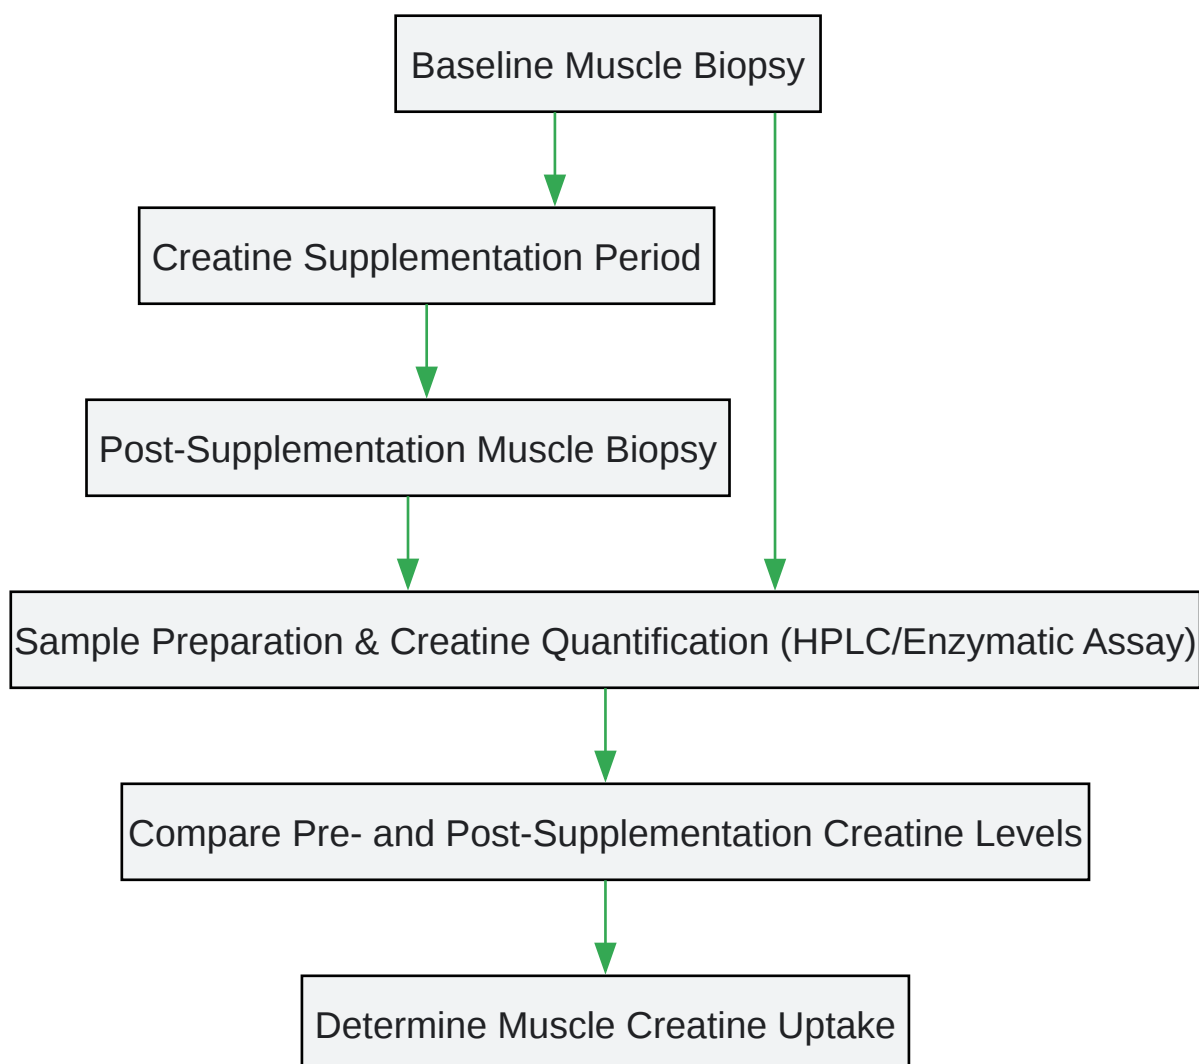 Baseline Muscle Biopsy
Creatine Supplementation Period
Post-Supplementation Muscle Biopsy
Sample Preparation & Creatine Quantification (HPLC/Enzymatic Assay)
Compare Pre- and Post-Supplementation Creatine Levels
Determine Muscle Creatine Uptake